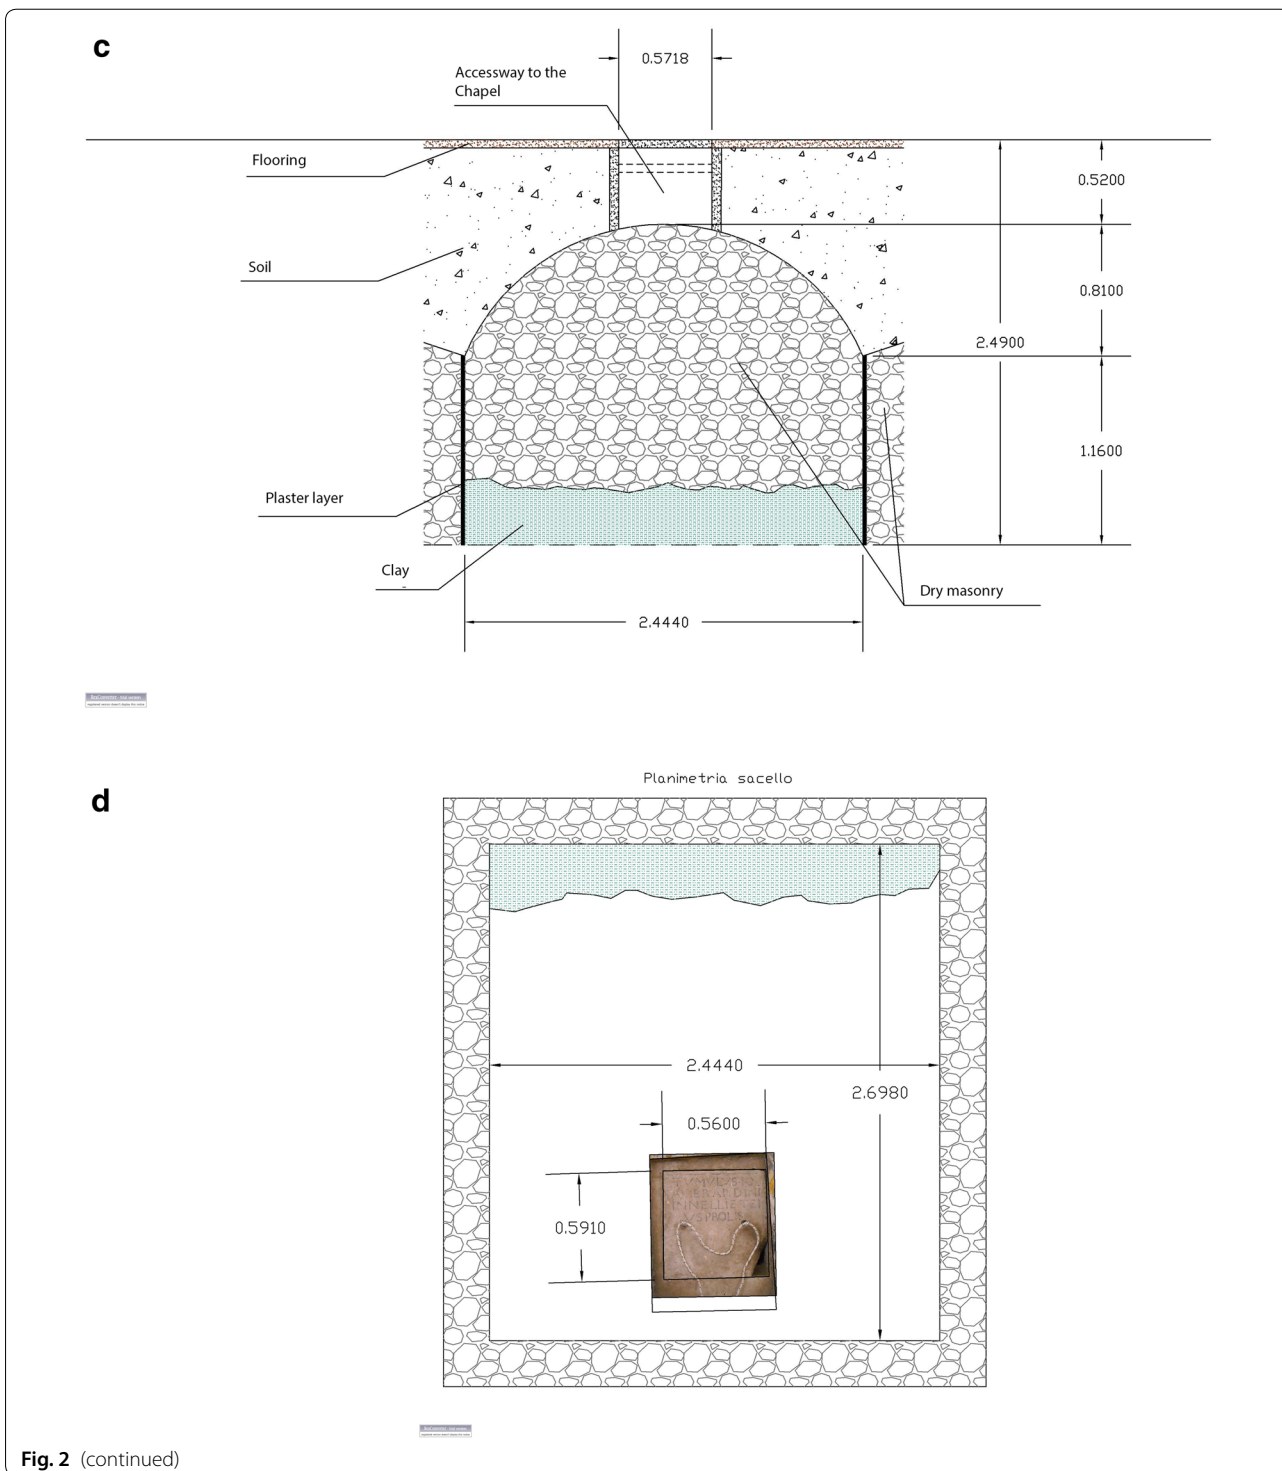 c
0.5718
Accessway to the
Chapel
Flooring
0.5200
Soil
0.8100
2.4900
1.1600
Plaster layer
Clay
Dry masonry
2.4440
d
Planimetria sacello
2.4440
2.6980
0.5600
0.5910
Fig. 2 (continued)